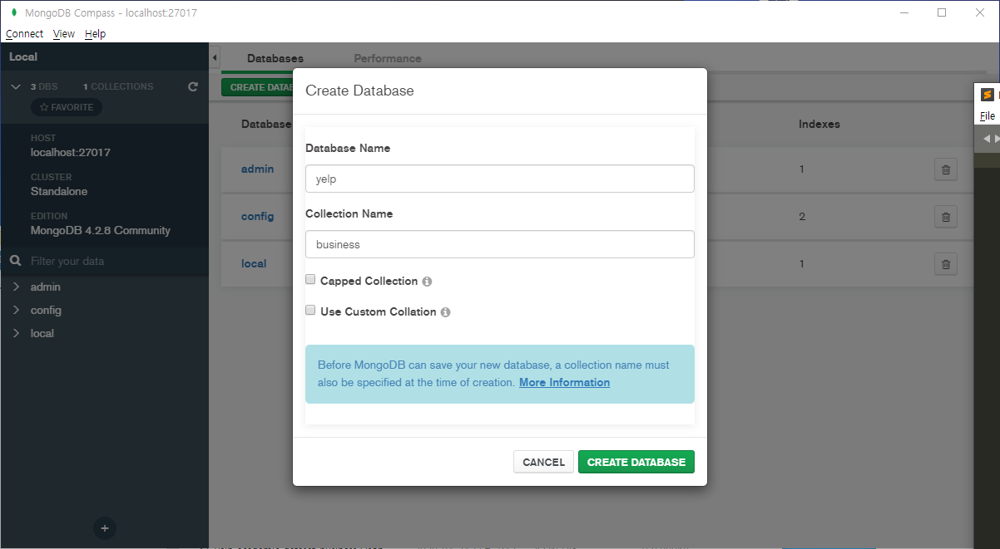 MongoDB Compass - localhost:27017
Connect View Help
Local
3 DBS 1 COLLECTIONS
FAVORITE
HOST
localhost:27017
CLUSTER
Standalone
EDITION
MongoDB 4.2.8 Community
Filter your data
admin
config
local
Databases Performance
CREATE DATAB
Database Indexes
admin 1
config 2
local 1
Create Database
Database Name
yelp
Collection Name
business
Capped Collection
Use Custom Collation
Before MongoDB can save your new database, a collection name must
also be specified at the time of creation. More Information
CANCEL CREATE DATABASE
File